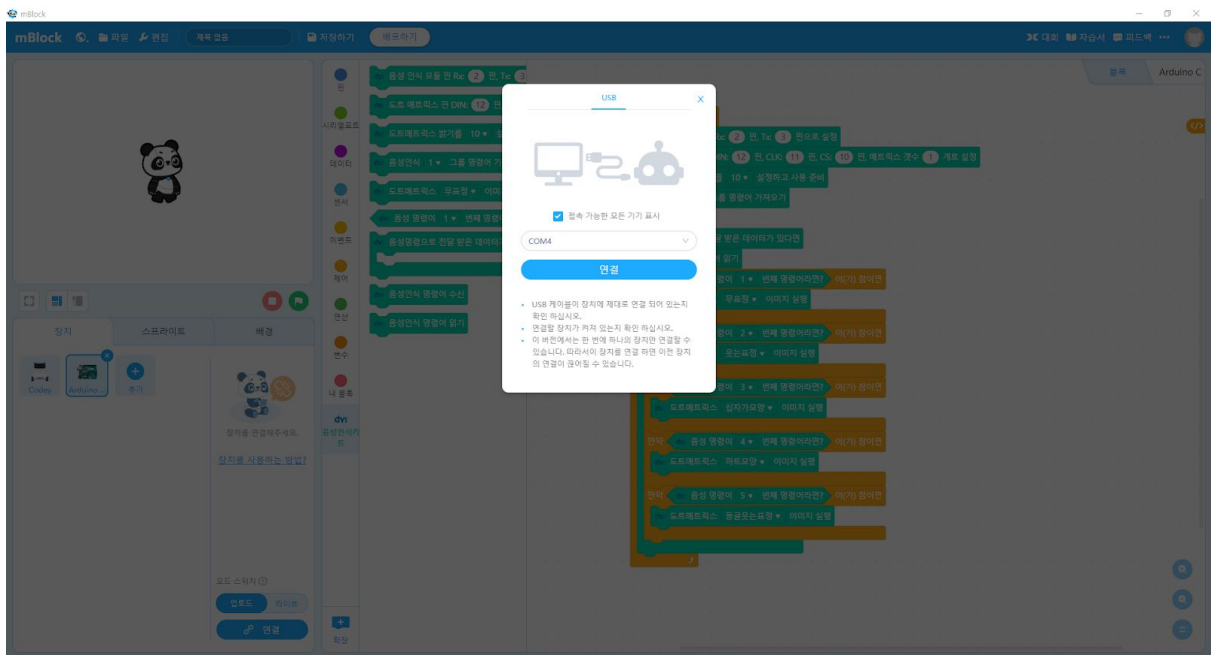 mBlock
mBlock 파일 편집 제목 없음 저장하기 배포하기 대회 자습서 피드백
블록 Arduino C
핀
시리얼포트
데이터
센서
이벤트
제어
연산
변수
내 블록
dvi
음성인식키트
확장
음성 인식 모듈 핀 Rx: 2 핀, Tx: 3
도트 매트릭스 핀 DIN: 12 핀
도트매트릭스 밝기를 10
음성인식 1 그룹 명령어
도트매트릭스 무표정
음성 명령어 1 번째
음성명령으로 전달 받은 데이터
음성인식 명령어 수신
음성인식 명령어 읽기
USB
접속 가능한 모든 기기 표시
COM4
연결
USB 케이블이 장치에 제대로 연결 되어 있는지
확인 하십시오.
연결할 장치가 켜져 있는지 확인 하십시오.
이 버전에서는 한 번에 하나의 장치만 연결할 수
있습니다. 따라서이 장치를 연결 하면 이전 장치
의 연결이 끊어질 수 있습니다.
2 핀, Tx: 3 핀으로 설정
12 핀, CLK: 11 핀, CS: 10 핀, 매트릭스 갯수 1 개로 설정
10 설정하고 사용 준비
명령어 가져오기
받은 데이터가 있다면
읽기
1 번째 명령어라면? 이(가) 참이면
무표정 이미지 실행
2 번째 명령어라면? 이(가) 참이면
웃는표정 이미지 실행
3 번째 명령어라면? 이(가) 참이면
도트매트릭스 십자가모양 이미지 실행
만약 음성 명령어 4 번째 명령어라면? 이(가) 참이면
도트매트릭스 하트모양 이미지 실행
만약 음성 명령어 5 번째 명령어라면? 이(가) 참이면
도트매트릭스 동글웃는표정 이미지 실행
장치 스프라이트 배경
Codey Arduino ... 추가
장치를 연결해주세요.
장치를 사용하는 방법?
모드 스위치
업로드 라이브
연결